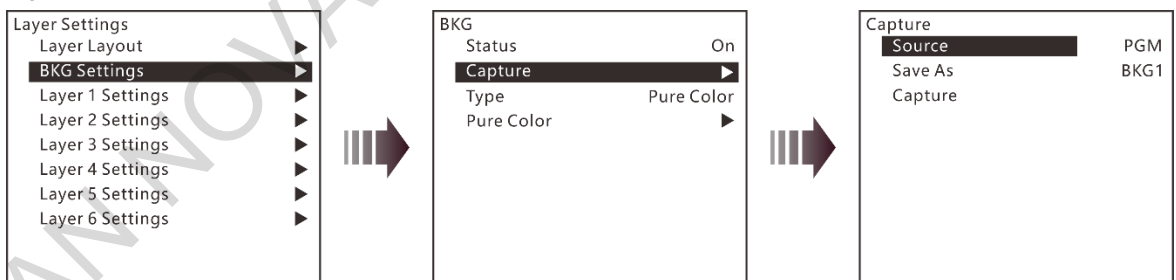 Layer Settings
Layer Layout
BKG Settings
Layer 1 Settings
Layer 2 Settings
Layer 3 Settings
Layer 4 Settings
Layer 5 Settings
Layer 6 Settings
BKG
Status On
Capture
Type Pure Color
Pure Color
Capture
Source PGM
Save As BKG1
Capture